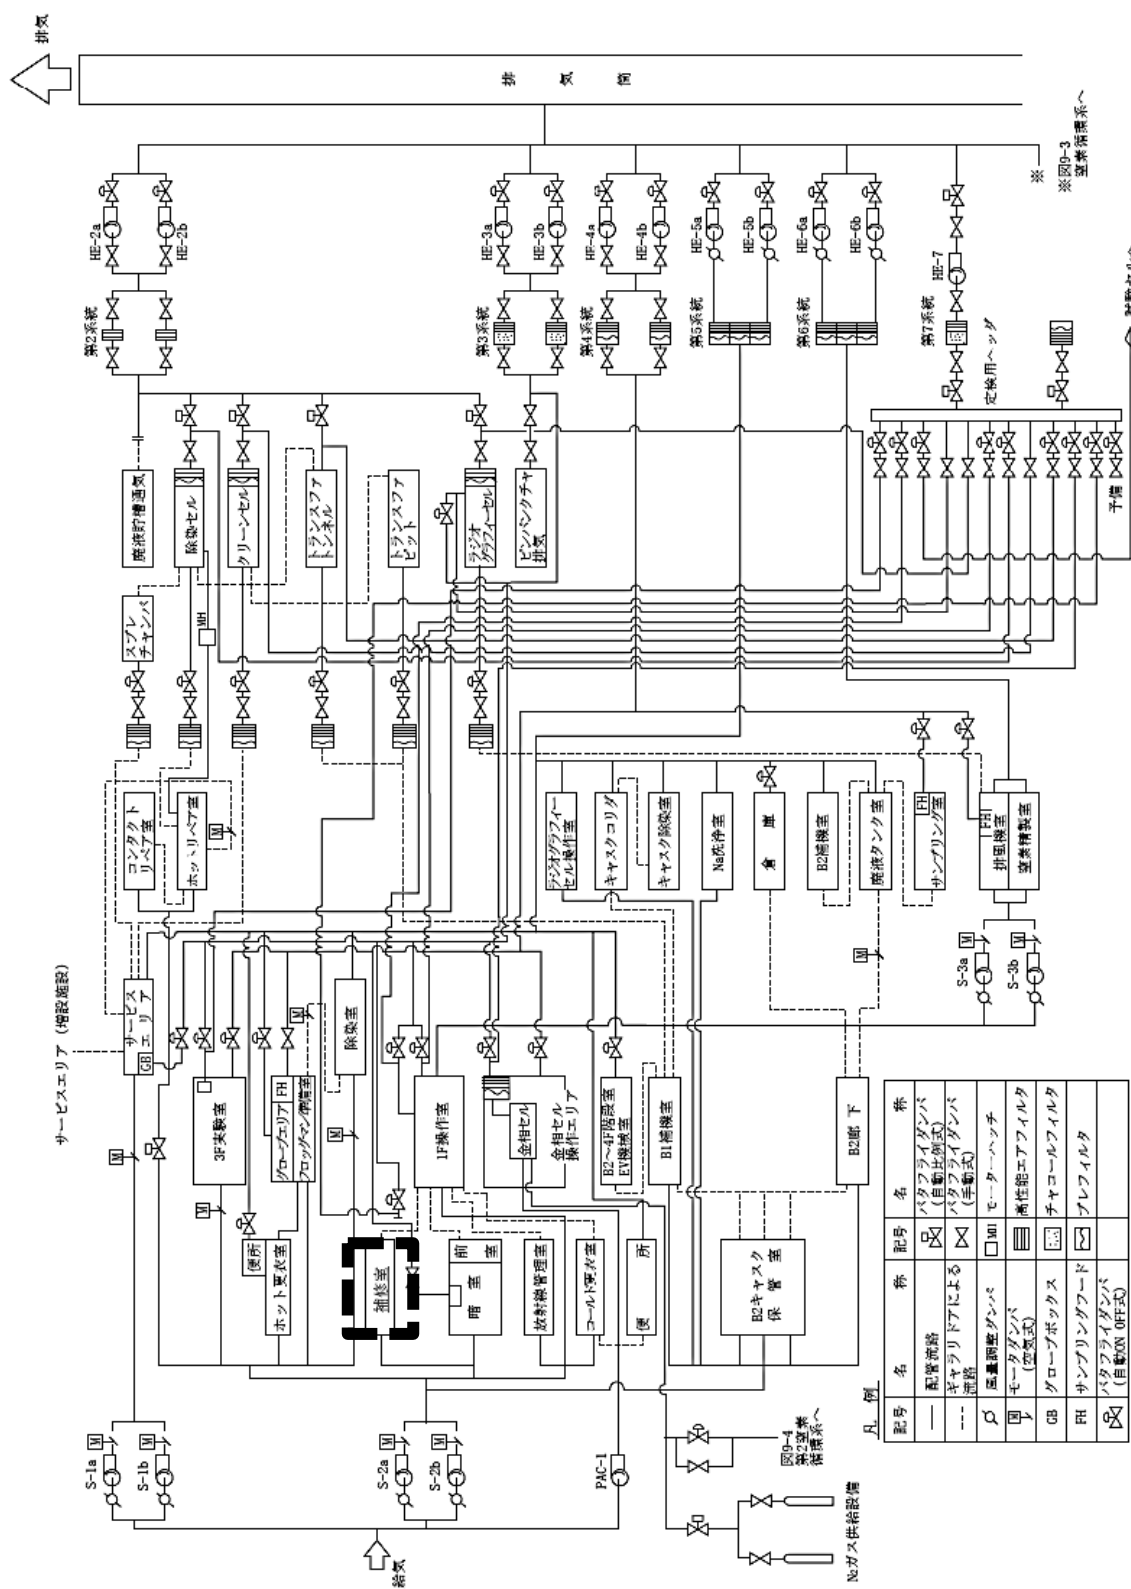 排気
排気筒
HE-2a
HE-2b
HE-3a
HE-3b
HE-4a
HE-4b
HE-5a
HE-5b
HE-6a
HE-6b
HE-7
※
※図9-3
窒素循環系へ
第2系統
第3系統
第4系統
第5系統
第6系統
第7系統
定検用ヘッダ
予備
廃液貯槽通気
除染セル
クリーンセル
トランスファ
トンネル
トランスファ
ピット
ラジオ
グラフィーセル
ピンパンクチャ
排気
スプレ
チャンバ
MH
コンタクト
リペア室
ホットリペア室
M
ラジオグラフィー
セル操作室
キャスクコリダ
キャスク除染室
Na洗浄室
倉庫
B2補機室
廃液タンク室
FH
サンプリング室
FH
排風機室
窒素精製室
M
S-3a
M
S-3b
M
サービスエリア (増設施設)
サービス
エリア
GB
M
3F実験室
M
グローブエリア
FH
フロッグマン準備室
M
除染室
M
1F操作室
金相セル
金相セル
操作エリア
B2～4F階段室
EV機械室
B1補機室
B2廊下
便所
ホット更衣室
補修室
前室
暗室
放射線管理室
コールド更衣室
便所
B2キャスク
保管室
S-1a
M
S-1b
M
S-2a
M
S-2b
M
PAC-1
給気
図9-4
第2窒素
循環系へ
N₂ガス供給設備
凡例
記号
名称
記号
名称
配管流路
バタフライダンパ
(自動比例式)
ギャラリドアによる
流路
バタフライダンパ
(手動式)
風量調整ダンパ
MH
モーターハッチ
M
モータダンパ
(空気式)
高性能エアフィルタ
GB
グローブボックス
チャコールフィルタ
FH
サンプリングフード
プレフィルタ
バタフライダンパ
(自動ON OFF式)